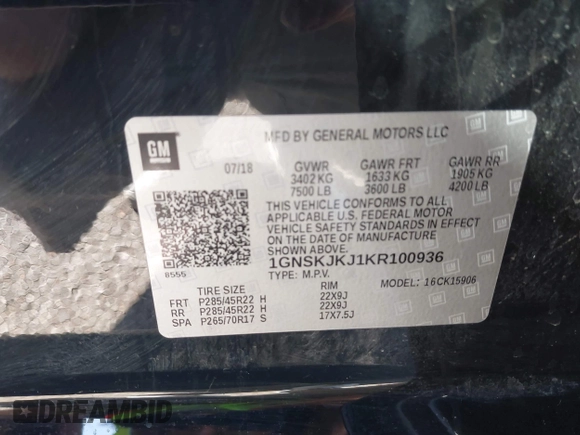 GM
MFD BY GENERAL MOTORS LLC
07/18 GVWR GAWR FRT GAWR RR
3402 KG 1633 KG 1905 KG
7500 LB 3600 LB 4200 LB
THIS VEHICLE CONFORMS TO ALL
APPLICABLE U.S. FEDERAL MOTOR
VEHICLE SAFETY STANDARDS IN
EFFECT ON THE DATE OF MANUFACTURE
SHOWN ABOVE.
8555 1GNSKJKJ1KR100936
TYPE: M.P.V. MODEL: 16CK15906
TIRE SIZE RIM
FRT P285/45R22 H 22X9J
RR P285/45R22 H 22X9J
SPA P265/70R17 S 17X7.5J
DREAMBID